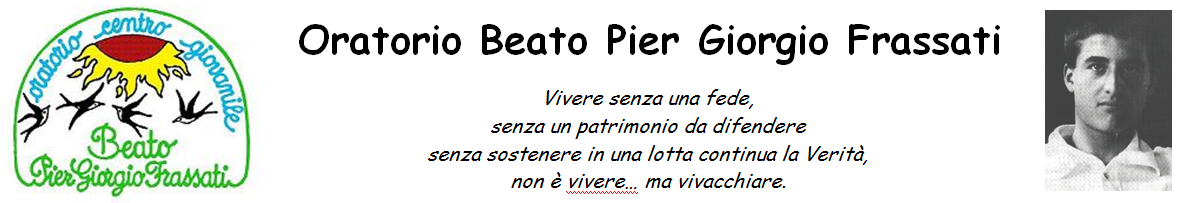 oratorio centro giovanile
Beato
Pier Giorgio Frassati
Oratorio Beato Pier Giorgio Frassati
Vivere senza una fede,
senza un patrimonio da difendere
senza sostenere in una lotta continua la Verità,
non è vivere... ma vivacchiare.